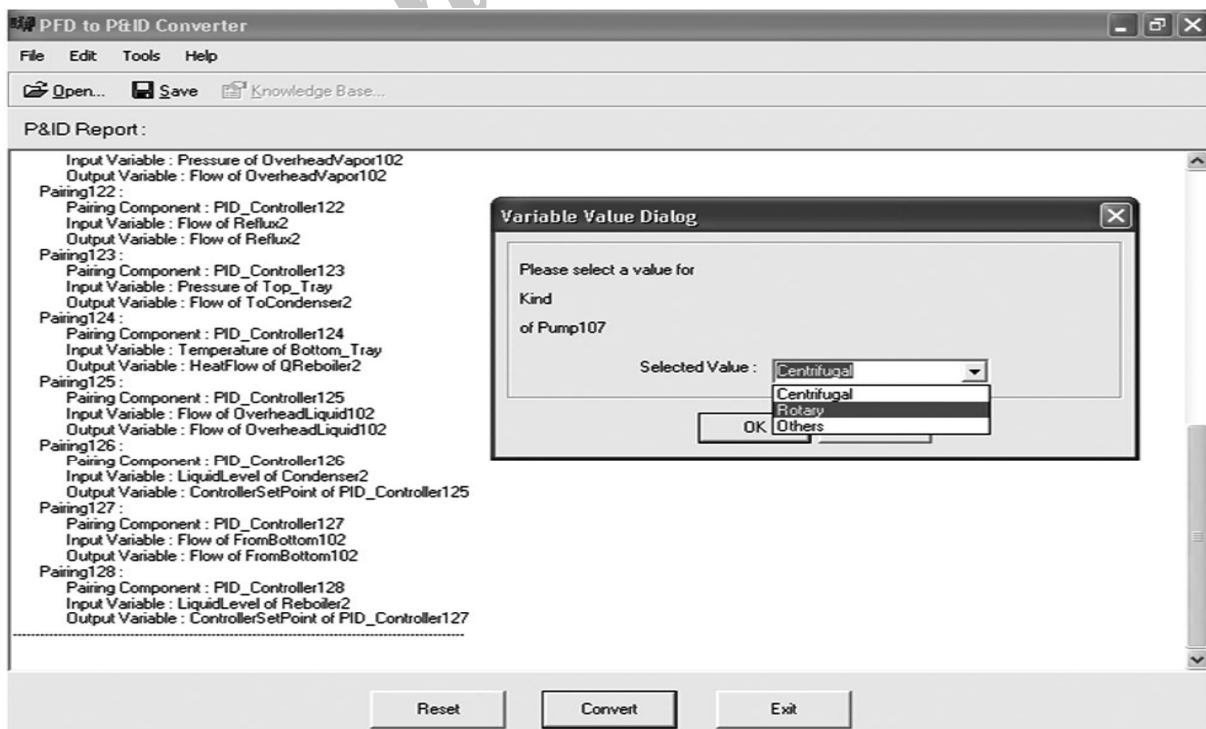 PFD to P&ID Converter
File Edit Tools Help
Open... Save Knowledge Base...
P&ID Report :
Input Variable : Pressure of OverheadVapor102
Output Variable : Flow of OverheadVapor102
Pairing122 :
Pairing Component : PID_Controller122
Input Variable : Flow of Reflux2
Output Variable : Flow of Reflux2
Pairing123 :
Pairing Component : PID_Controller123
Input Variable : Pressure of Top_Tray
Output Variable : Flow of ToCondenser2
Pairing124 :
Pairing Component : PID_Controller124
Input Variable : Temperature of Bottom_Tray
Output Variable : HeatFlow of QReboiler2
Pairing125 :
Pairing Component : PID_Controller125
Input Variable : Flow of OverheadLiquid102
Output Variable : Flow of OverheadLiquid102
Pairing126 :
Pairing Component : PID_Controller126
Input Variable : LiquidLevel of Condenser2
Output Variable : ControllerSetPoint of PID_Controller125
Pairing127 :
Pairing Component : PID_Controller127
Input Variable : Flow of FromBottom102
Output Variable : Flow of FromBottom102
Pairing128 :
Pairing Component : PID_Controller128
Input Variable : LiquidLevel of Reboiler2
Output Variable : ControllerSetPoint of PID_Controller127
Variable Value Dialog
Please select a value for
Kind
of Pump107
Selected Value : Centrifugal
Centrifugal
Rotary
Others
OK
Reset Convert Exit